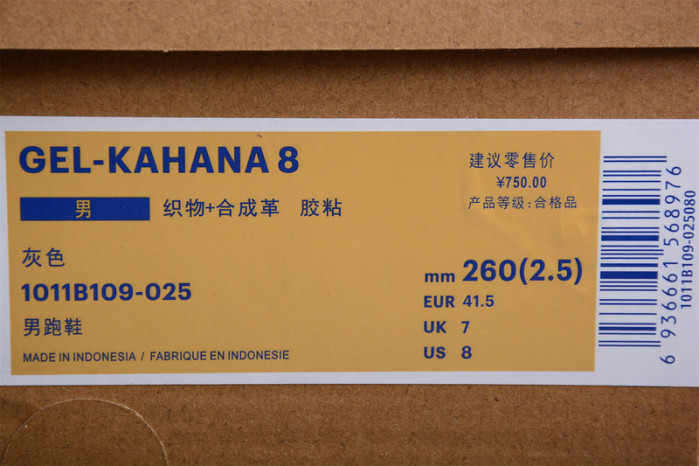 GEL-KAHANA 8
建议零售价
¥750.00
男 织物+合成革 胶粘
产品等级:合格品
灰色
1011B109-025
男跑鞋
MADE IN INDONESIA / FABRIQUE EN INDONESIE
mm 260(2.5)
EUR 41.5
UK 7
US 8
6 936661 568976
1011B109-025080